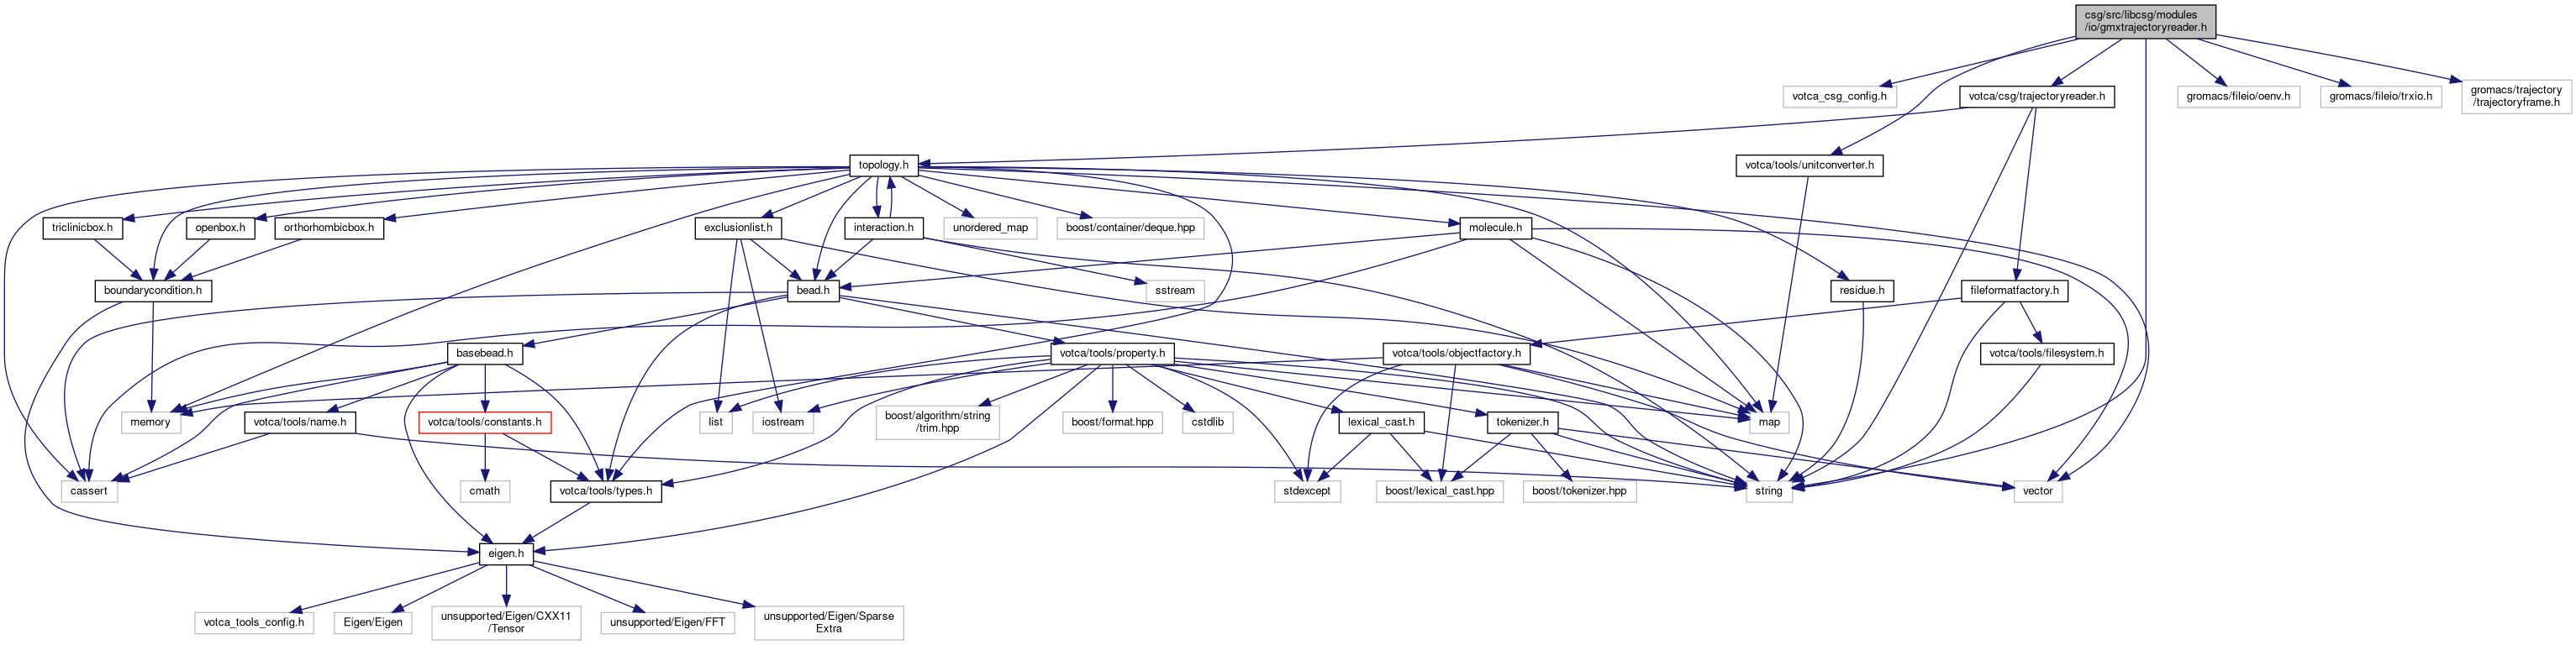 csg/src/libcsg/modules
/io/gmxtrajectoryreader.h
votca_csg_config.h
votca/csg/trajectoryreader.h
gromacs/fileio/oenv.h
gromacs/fileio/trxio.h
gromacs/trajectory
/trajectoryframe.h
topology.h
votca/tools/unitconverter.h
triclinicbox.h
openbox.h
orthorhombicbox.h
exclusionlist.h
interaction.h
unordered_map
boost/container/deque.hpp
molecule.h
boundarycondition.h
bead.h
sstream
residue.h
fileformatfactory.h
basebead.h
votca/tools/property.h
votca/tools/objectfactory.h
votca/tools/filesystem.h
memory
votca/tools/name.h
votca/tools/constants.h
list
iostream
boost/algorithm/string
/trim.hpp
boost/format.hpp
cstdlib
lexical_cast.h
tokenizer.h
map
cassert
cmath
votca/tools/types.h
stdexcept
boost/lexical_cast.hpp
boost/tokenizer.hpp
string
vector
eigen.h
votca_tools_config.h
Eigen/Eigen
unsupported/Eigen/CXX11
/Tensor
unsupported/Eigen/FFT
unsupported/Eigen/Sparse
Extra